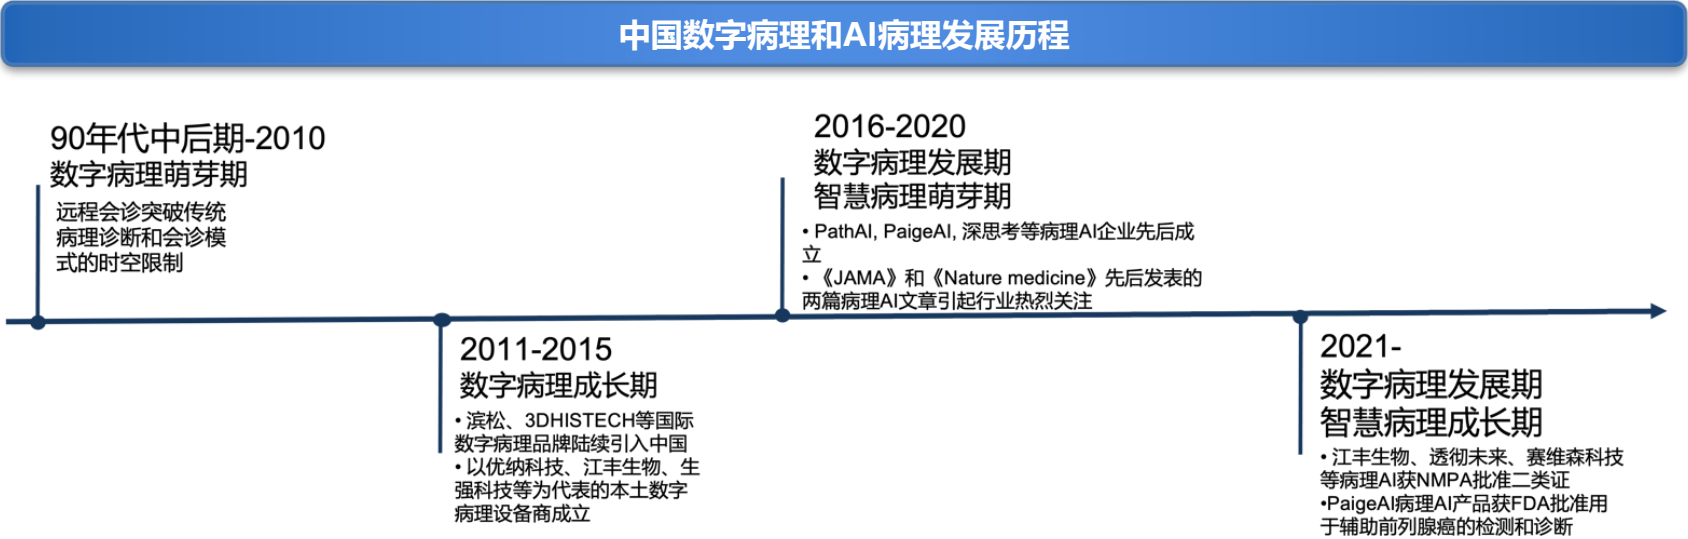 中国数字病理和AI病理发展历程
90年代中后期-2010
数字病理萌芽期
远程会诊突破传统
病理诊断和会诊模
式的时空限制
2011-2015
数字病理成长期
• 滨松、3DHISTECH等国际
数字病理品牌陆续引入中国
• 以优纳科技、江丰生物、生
强科技等为代表的本土数字
病理设备商成立
2016-2020
数字病理发展期
智慧病理萌芽期
• PathAI, PaigeAI, 深思考等病理AI企业先后成
立
• 《JAMA》和《Nature medicine》先后发表的
两篇病理AI文章引起行业热烈关注
2021-
数字病理发展期
智慧病理成长期
• 江丰生物、透彻未来、赛维森科技
等病理AI获NMPA批准二类证
•PaigeAI病理AI产品获FDA批准用
于辅助前列腺癌的检测和诊断